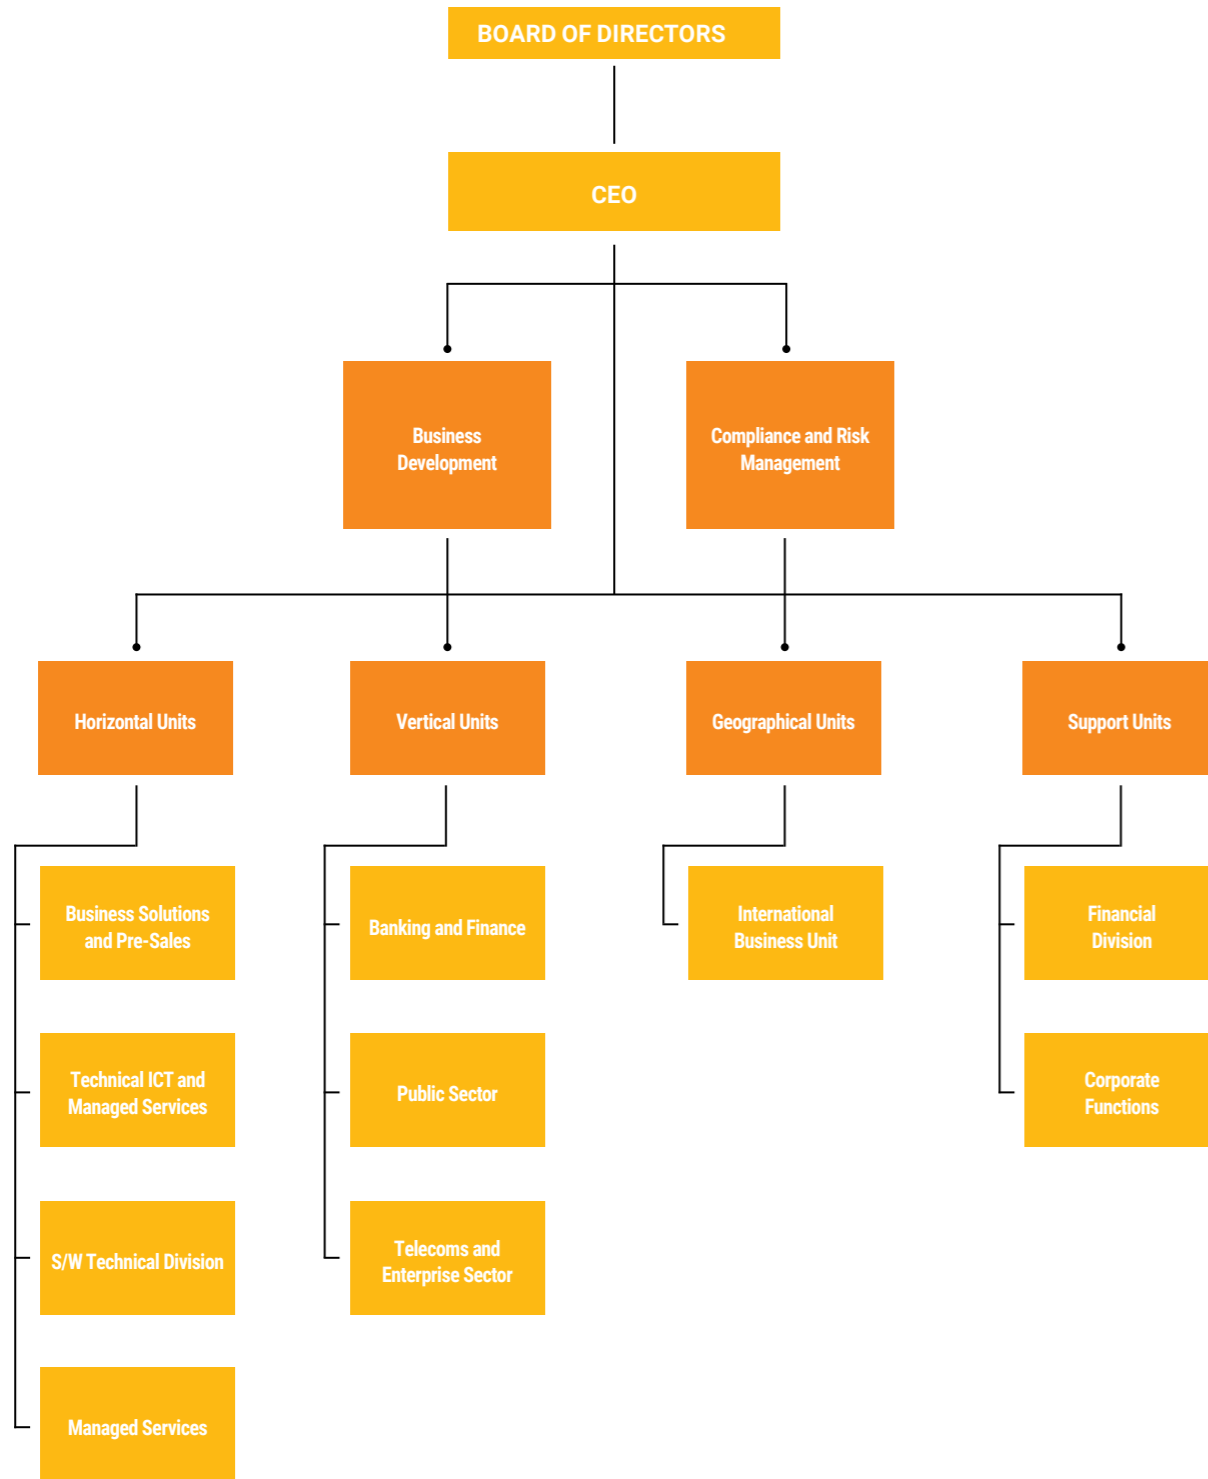 BOARD OF DIRECTORS
CEO
Business
Development
Compliance and Risk
Management
Horizontal Units
Vertical Units
Geographical Units
Support Units
Business Solutions
and Pre-Sales
Banking and Finance
International
Business Unit
Financial
Division
Technical ICT and
Managed Services
Public Sector
Corporate
Functions
S/W Technical Division
Telecoms and
Enterprise Sector
Managed Services